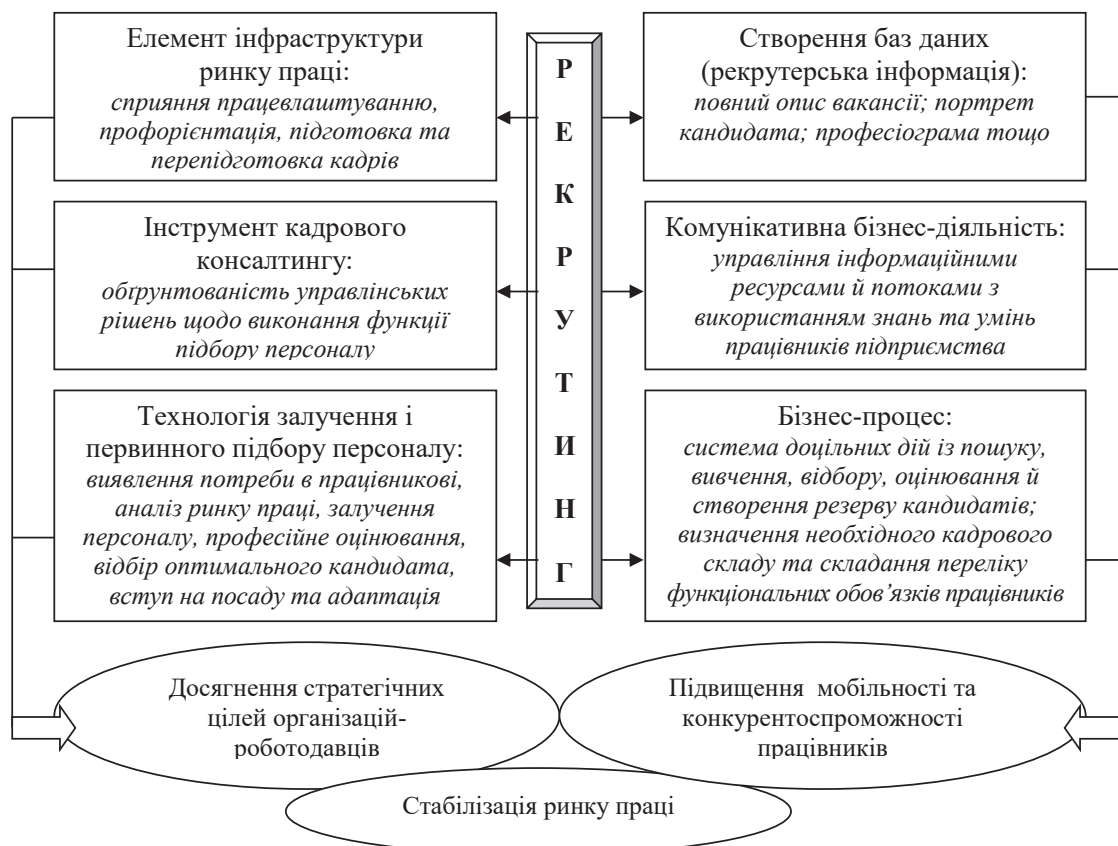 Елемент інфраструктури
ринку праці:
сприяння працевлаштуванню,
профорієнтація, підготовка та
перепідготовка кадрів
Інструмент кадрового
консалтингу:
обґрунтованість управлінських
рішень щодо виконання функції
підбору персоналу
Технологія залучення і
первинного підбору персоналу:
виявлення потреби в працівникові,
аналіз ринку праці, залучення
персоналу, професійне оцінювання,
відбір оптимального кандидата,
вступ на посаду та адаптація
Р
Е
К
Р
У
Т
И
Н
Г
Створення баз даних
(рекрутерська інформація):
повний опис вакансії; портрет
кандидата; професіограма тощо
Комунікативна бізнес-діяльність:
управління інформаційними
ресурсами й потоками з
використанням знань та умінь
працівників підприємства
Бізнес-процес:
система доцільних дій із пошуку,
вивчення, відбору, оцінювання й
створення резерву кандидатів;
визначення необхідного кадрового
складу та складання переліку
функціональних обов’язків працівників
Досягнення стратегічних
цілей організацій-
роботодавців
Підвищення мобільності та
конкурентоспроможності
працівників
Стабілізація ринку праці